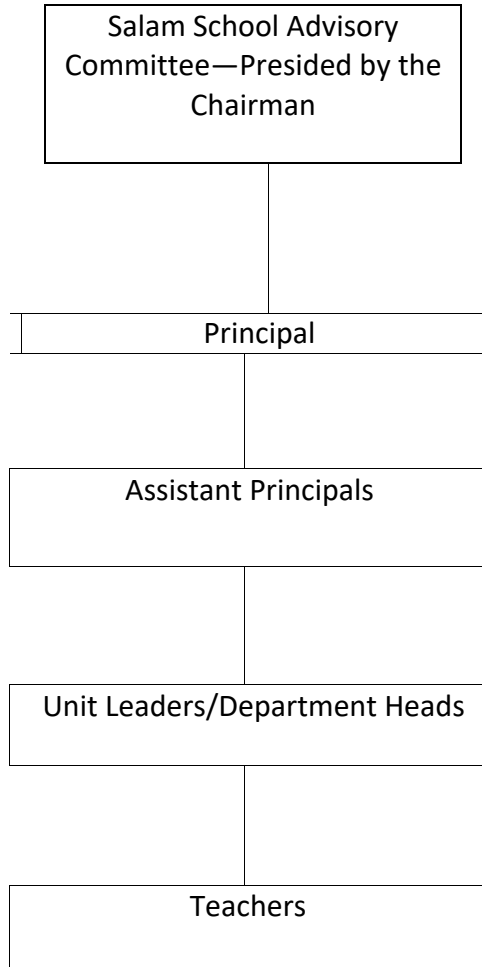 Salam School Advisory
Committee—Presided by the
Chairman
Principal
Assistant Principals
Unit Leaders/Department Heads
Teachers